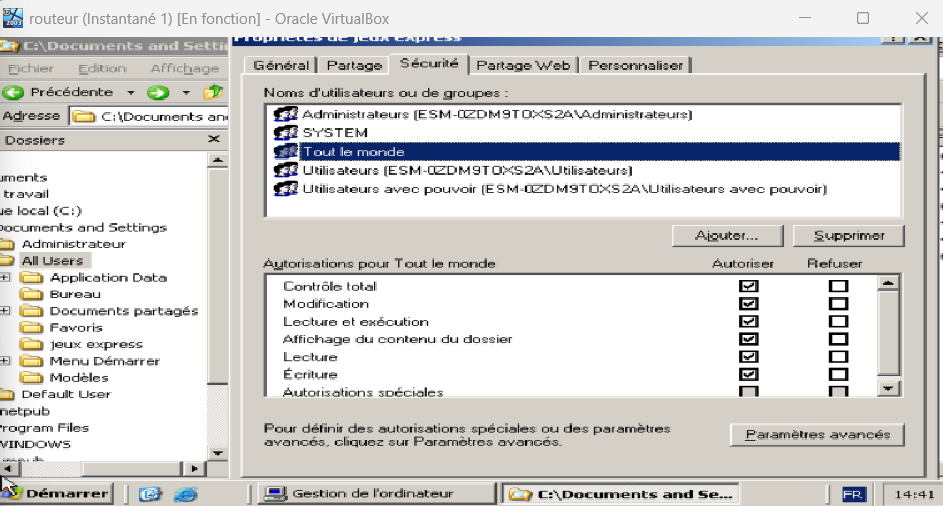 routeur (Instantané 1) [En fonction] - Oracle VirtualBox
C:\Documents and Setti
Propriétés de jeux express
Fichier Edition Affichage
Précédente
Adresse C:\Documents an
Dossiers
uments
travail
ue local (C:)
Documents and Settings
Administrateur
All Users
Application Data
Bureau
Documents partagés
Favoris
jeux express
Menu Démarrer
Modèles
Default User
netpub
Program Files
WINDOWS
Général Partage Sécurité Partage Web Personnaliser
Noms d'utilisateurs ou de groupes :
Administrateurs (ESM-0ZDM9T0XS2A\Administrateurs)
SYSTEM
Tout le monde
Utilisateurs (ESM-0ZDM9T0XS2A\Utilisateurs)
Utilisateurs avec pouvoir (ESM-0ZDM9T0XS2A\Utilisateurs avec pouvoir)
Ajouter... Supprimer
Autorisations pour Tout le monde Autoriser Refuser
Contrôle total
Modification
Lecture et exécution
Affichage du contenu du dossier
Lecture
Écriture
Autorisations spéciales
Pour définir des autorisations spéciales ou des paramètres
avancés, cliquez sur Paramètres avancés.
Paramètres avancés
Démarrer Gestion de l'ordinateur C:\Documents and Se... FR 14:41